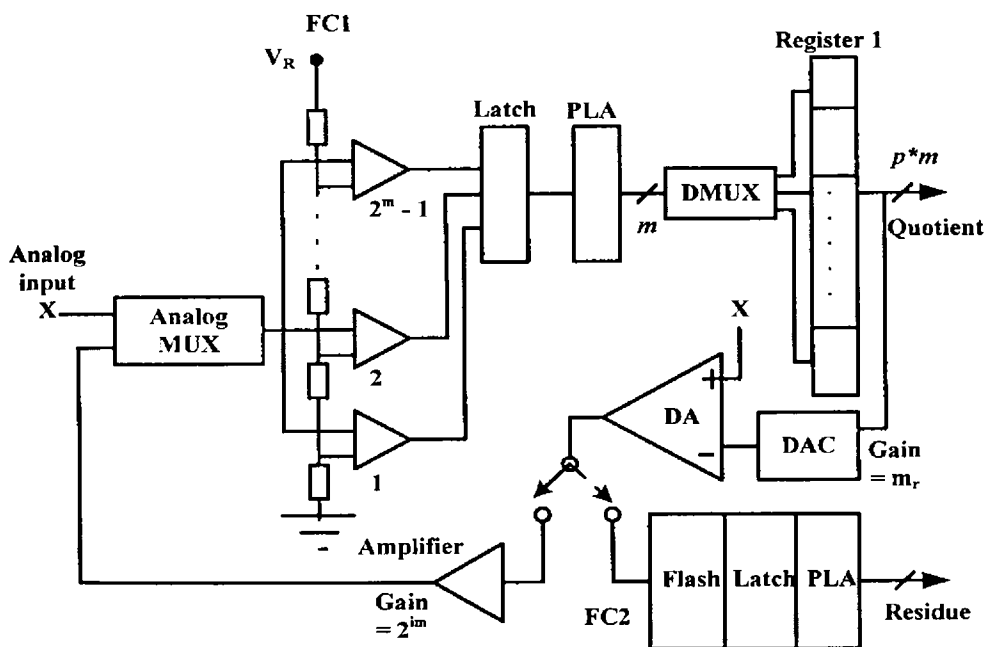 FC1
V_R
Register 1
Latch
PLA
2^m - 1
m
DMUX
p*m
Quotient
Analog
input
X
Analog
MUX
2
1
X
+
DA
-
DAC
Gain
= m_r
Amplifier
Gain
= 2^im
FC2
Flash
Latch
PLA
Residue